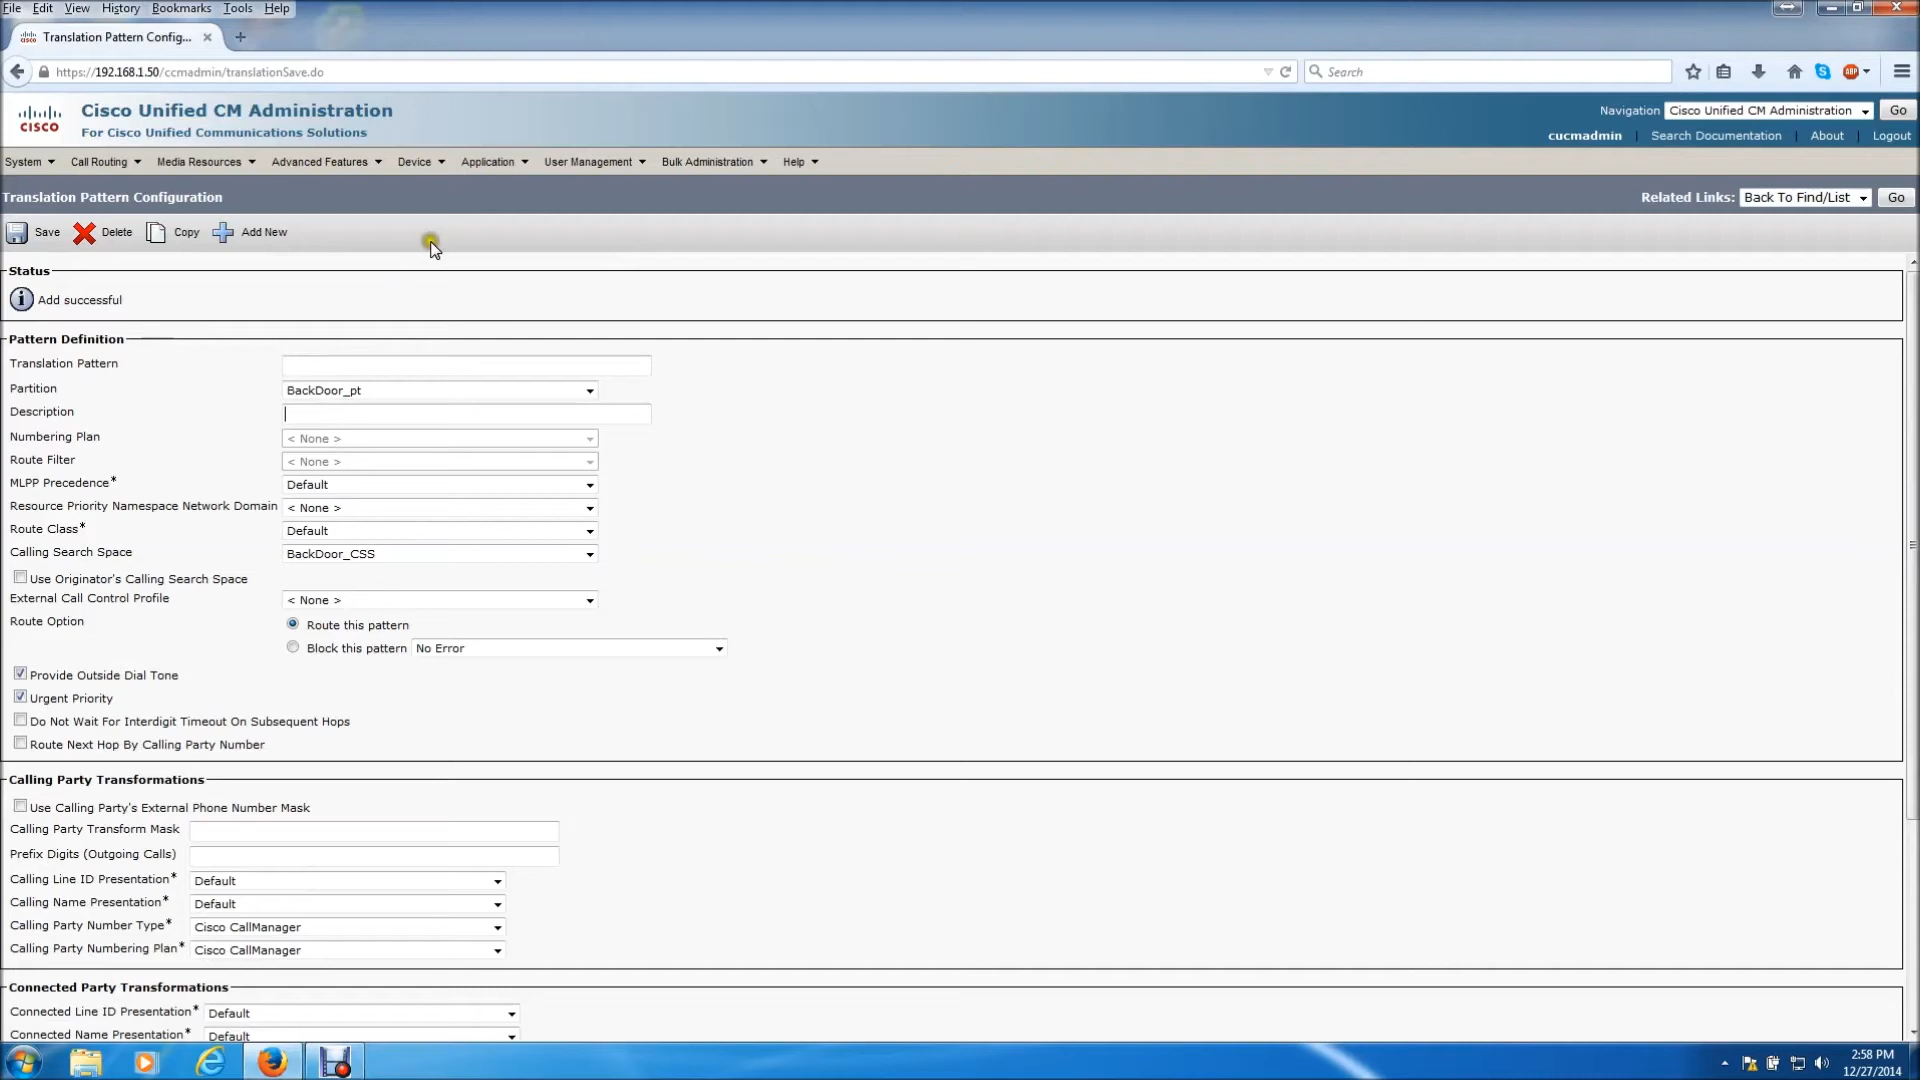 File Edit View History Bookmarks Tools Help
Translation Pattern Config...
https://192.168.1.50/ccmadmin/translationSave.do
Search
ABP
CISCO
Cisco Unified CM Administration
For Cisco Unified Communications Solutions
Navigation Cisco Unified CM Administration Go
cucmadmin | Search Documentation | About | Logout
System Call Routing Media Resources Advanced Features Device Application User Management Bulk Administration Help
Translation Pattern Configuration
Related Links: Back To Find/List Go
Save Delete Copy Add New
Status
Add successful
Pattern Definition
Translation Pattern
Partition BackDoor_pt
Description
Numbering Plan < None >
Route Filter < None >
MLPP Precedence* Default
Resource Priority Namespace Network Domain < None >
Route Class* Default
Calling Search Space BackDoor_CSS
Use Originator's Calling Search Space
External Call Control Profile < None >
Route Option Route this pattern
Block this pattern No Error
Provide Outside Dial Tone
Urgent Priority
Do Not Wait For Interdigit Timeout On Subsequent Hops
Route Next Hop By Calling Party Number
Calling Party Transformations
Use Calling Party's External Phone Number Mask
Calling Party Transform Mask
Prefix Digits (Outgoing Calls)
Calling Line ID Presentation* Default
Calling Name Presentation* Default
Calling Party Number Type* Cisco CallManager
Calling Party Numbering Plan* Cisco CallManager
Connected Party Transformations
Connected Line ID Presentation* Default
Connected Name Presentation* Default
2:58 PM
12/27/2014